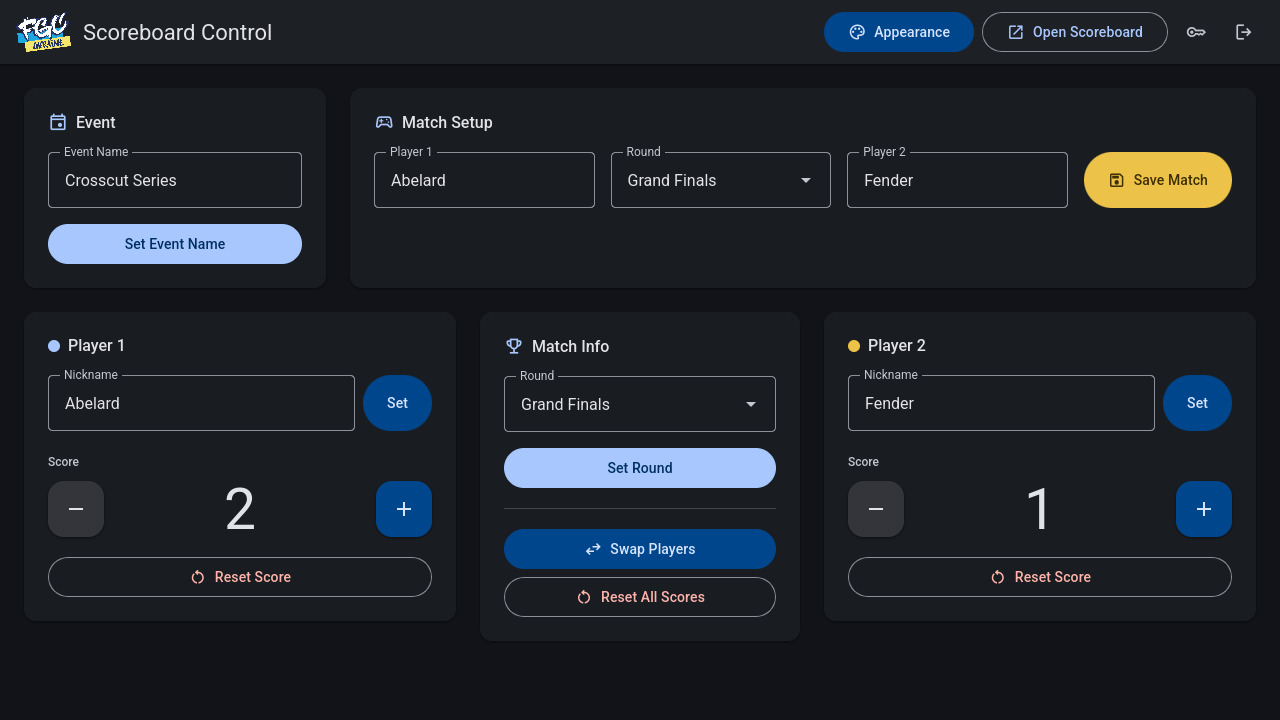 FGC
UKRAINE
Scoreboard Control
Appearance
Open Scoreboard
Event
Event Name
Crosscut Series
Set Event Name
Match Setup
Player 1
Abelard
Round
Grand Finals
Player 2
Fender
Save Match
Player 1
Nickname
Abelard
Set
Score
2
Reset Score
Match Info
Round
Grand Finals
Set Round
Swap Players
Reset All Scores
Player 2
Nickname
Fender
Set
Score
1
Reset Score